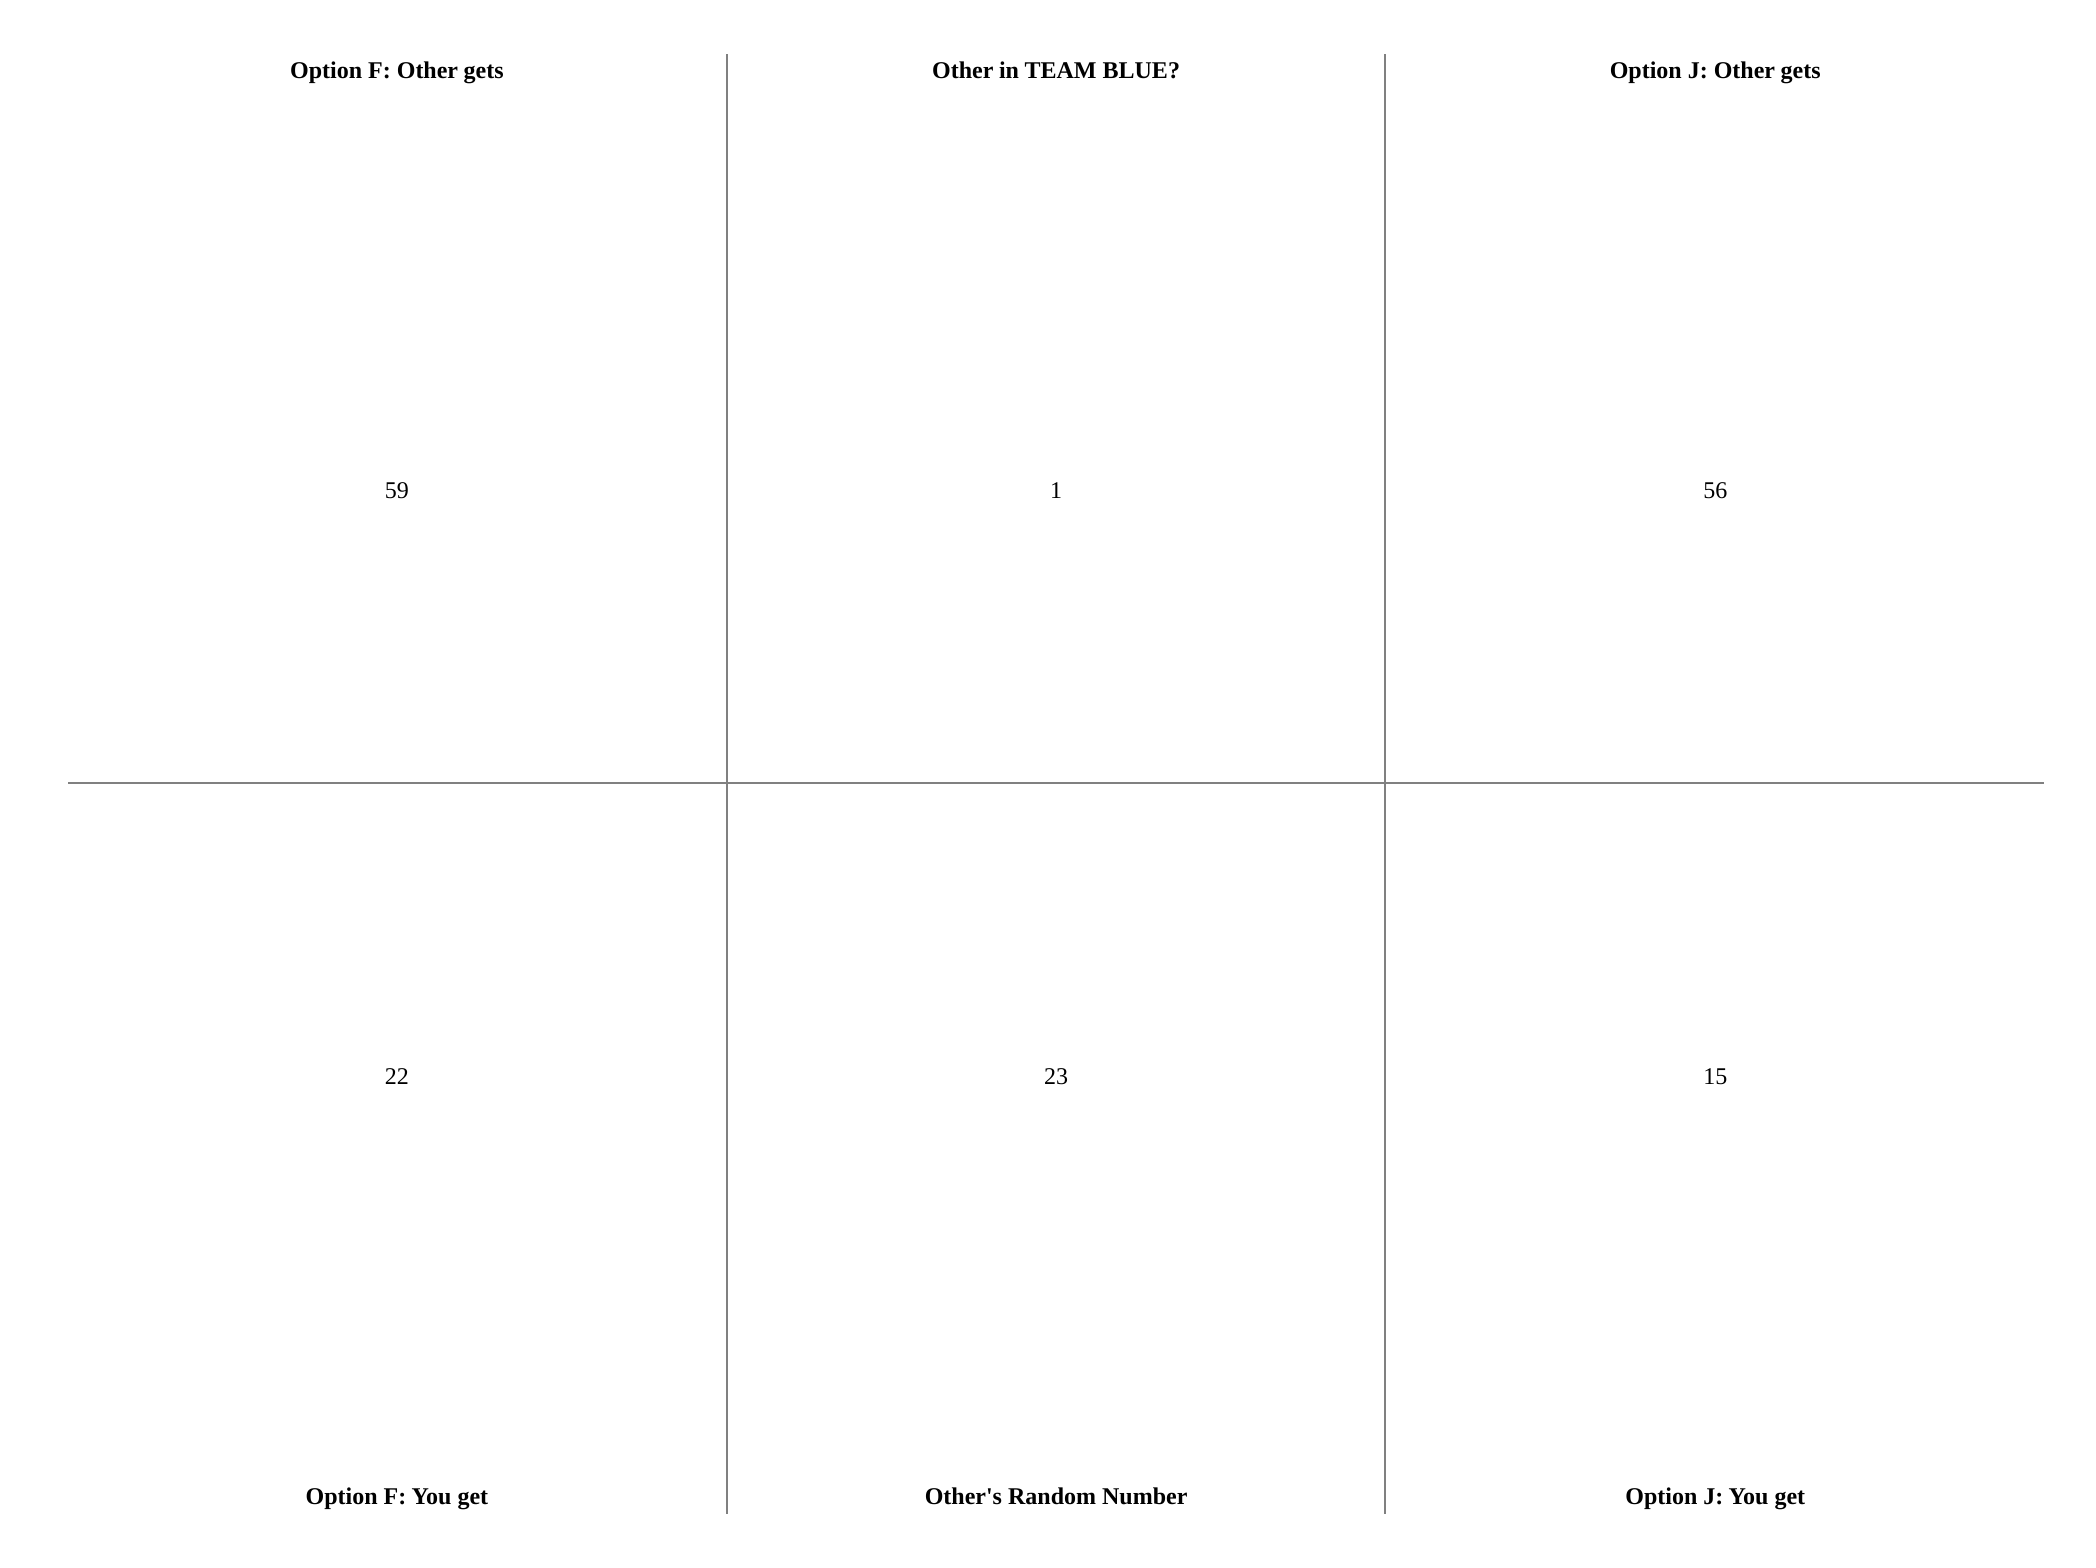 Option F: Other gets
Other in TEAM BLUE?
Option J: Other gets
59
1
56
22
23
15
Option F: You get
Other's Random Number
Option J: You get